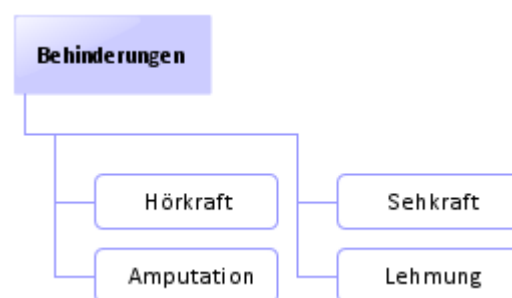 Behinderungen
Hörkraft
Sehkraft
Amputation
Lehmung